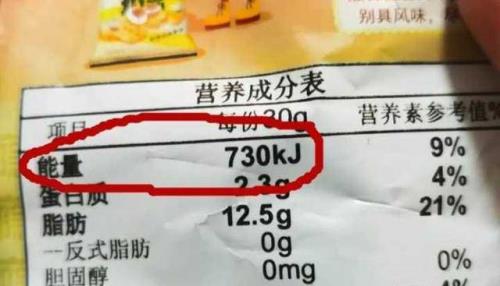 别具风味，
营养成分表
项目 每份30g 营养素参考值%
能量 730kJ 9%
蛋白质 2.3g 4%
脂肪 12.5g 21%
—反式脂肪 0g
胆固醇 0mg 0%